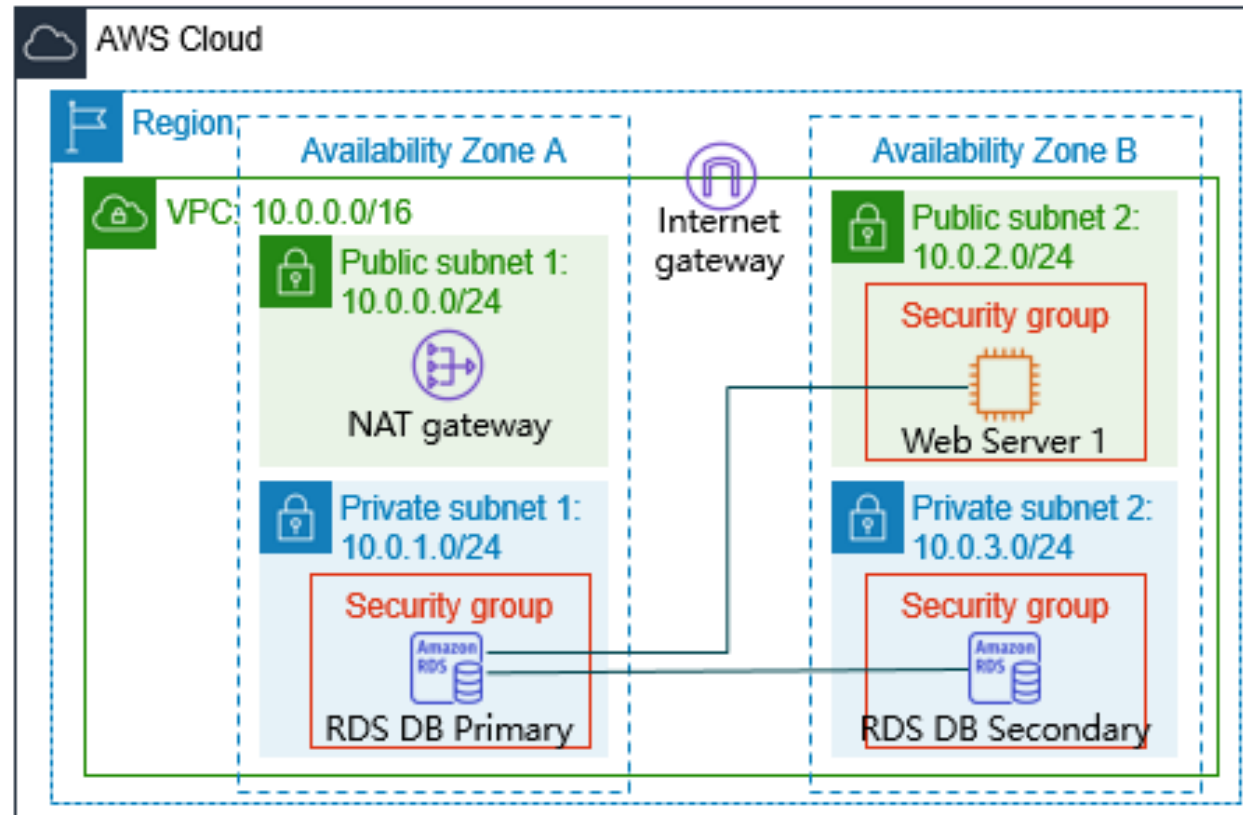 AWS Cloud
Region
Availability Zone A
Availability Zone B
VPC: 10.0.0.0/16
Internet
gateway
Public subnet 1:
10.0.0.0/24
NAT gateway
Public subnet 2:
10.0.2.0/24
Security group
Web Server 1
Private subnet 1:
10.0.1.0/24
Security group
Amazon
RDS
RDS DB Primary
Private subnet 2:
10.0.3.0/24
Security group
Amazon
RDS
RDS DB Secondary